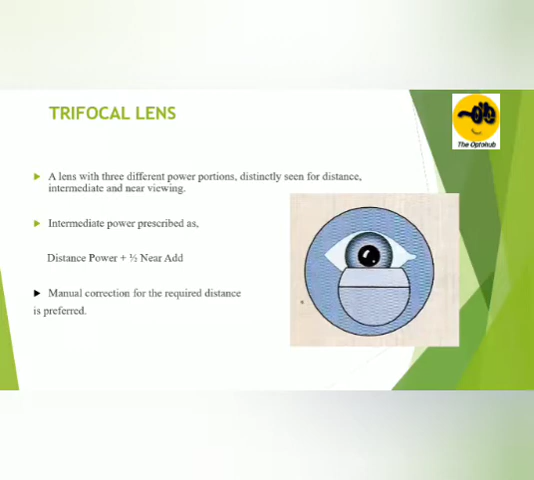 TRIFOCAL LENS
The Optohub
A lens with three different power portions, distinctly seen for distance,
intermediate and near viewing.
Intermediate power prescribed as,
Distance Power + ½ Near Add
Manual correction for the required distance
is preferred.